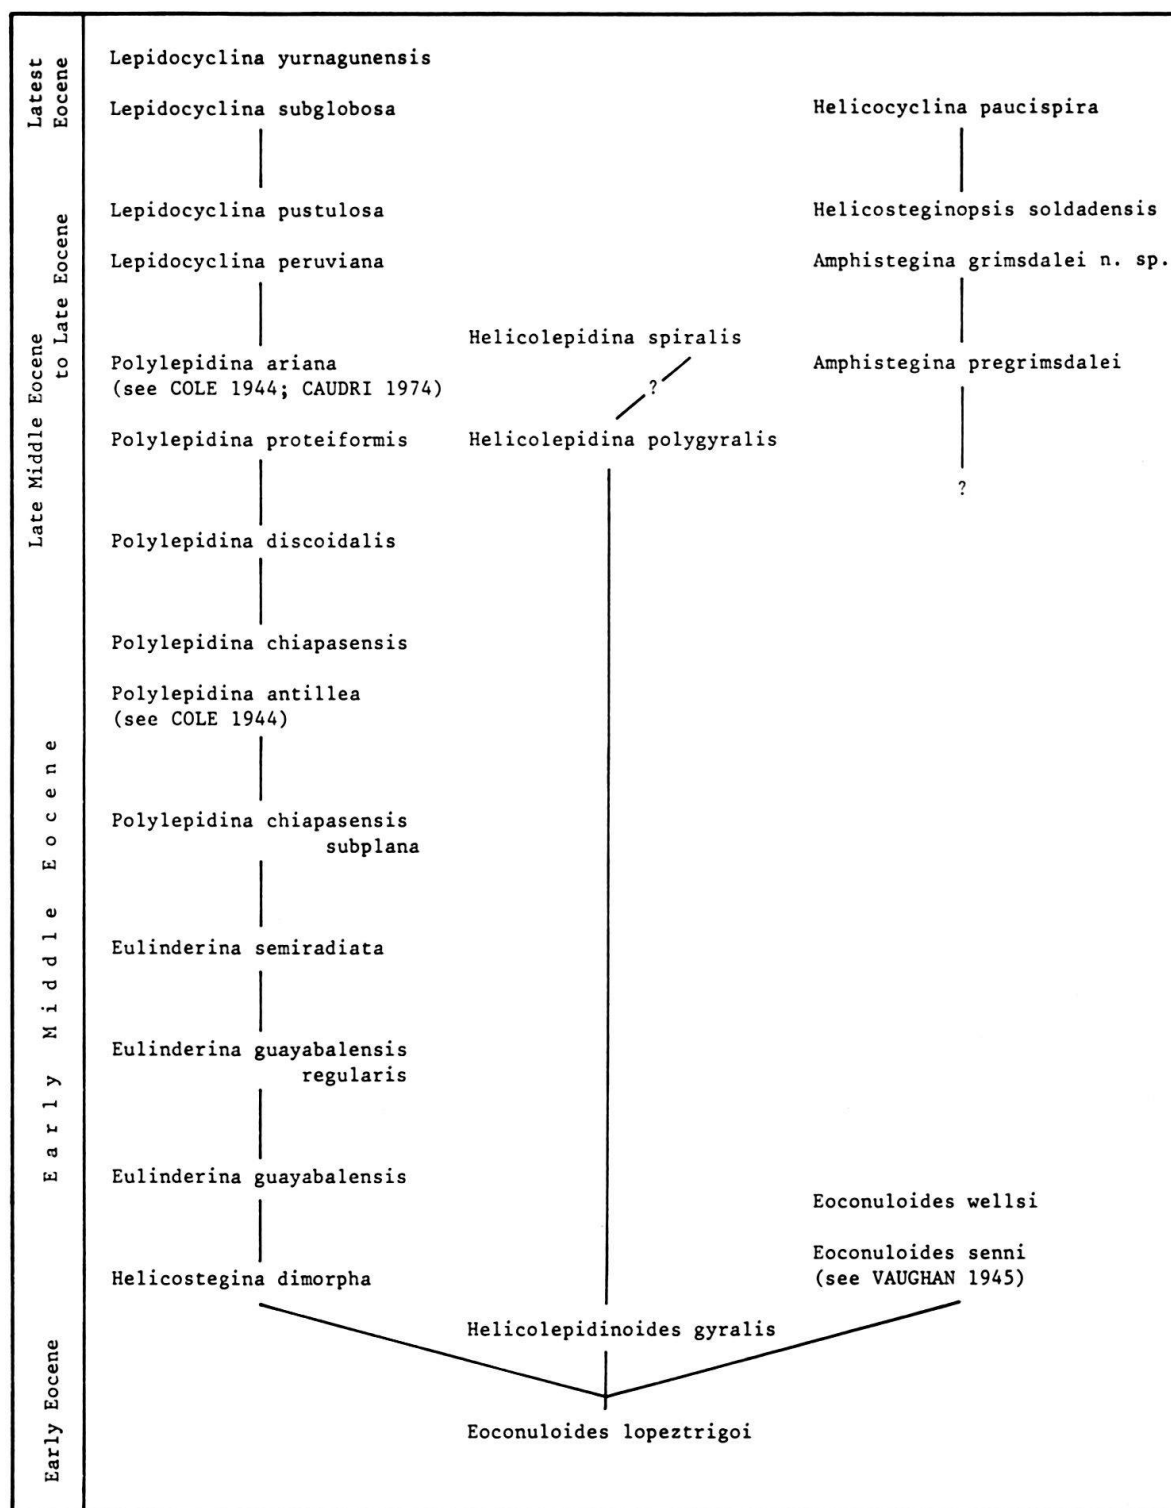 Latest
Eocene
Late Middle Eocene
to Late Eocene
Early Middle Eocene
Early Eocene
Lepidocyclina yurnagunensis
Lepidocyclina subglobosa
Lepidocyclina pustulosa
Lepidocyclina peruviana
Polylepidina ariana
(see COLE 1944; CAUDRI 1974)
Polylepidina proteiformis
Polylepidina discoidalis
Polylepidina chiapasensis
Polylepidina antillea
(see COLE 1944)
Polylepidina chiapasensis
subplana
Eulinderina semiradiata
Eulinderina guayabalensis
regularis
Eulinderina guayabalensis
Helicostegina dimorpha
Helicolepidina spiralis
?
Helicolepidina polygyralis
Helicolepidinoides gyralis
Eoconuloides lopeztrigoi
Helicocyclina paucispira
Helicosteginopsis soldadensis
Amphistegina grimsdalei n. sp.
Amphistegina pregrimsdalei
?
Eoconuloides wellsi
Eoconuloides senni
(see VAUGHAN 1945)